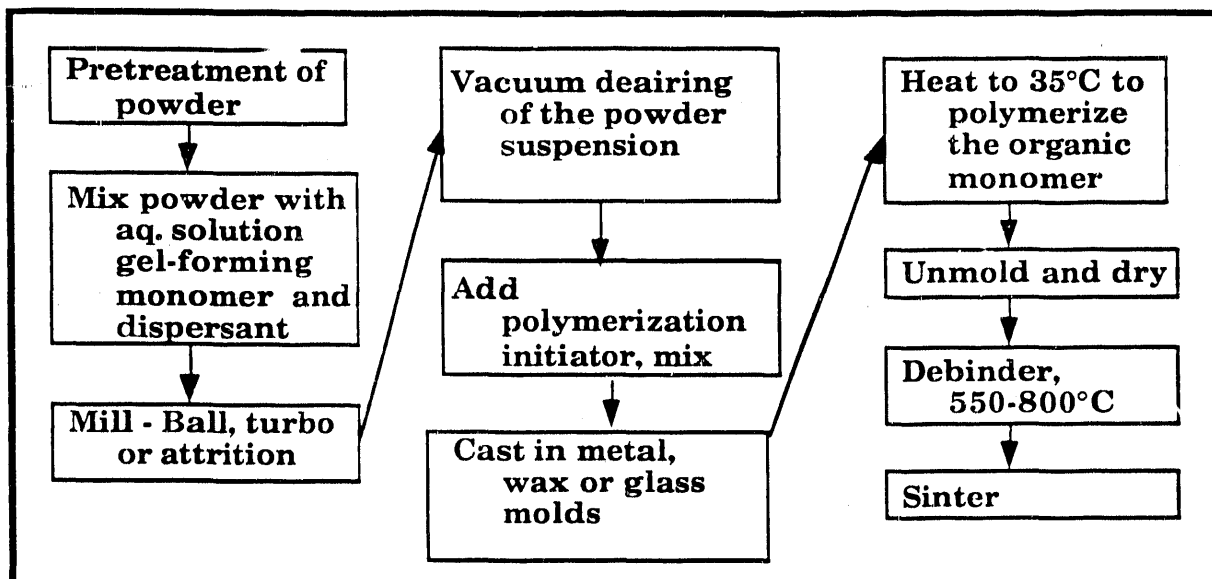 Pretreatment of
powder
Mix powder with
aq. solution
gel-forming
monomer and
dispersant
Mill - Ball, turbo
or attrition
Vacuum deairing
of the powder
suspension
Add
polymerization
initiator, mix
Cast in metal,
wax or glass
molds
Heat to 35°C to
polymerize
the organic
monomer
Unmold and dry
Debinder,
550-800°C
Sinter